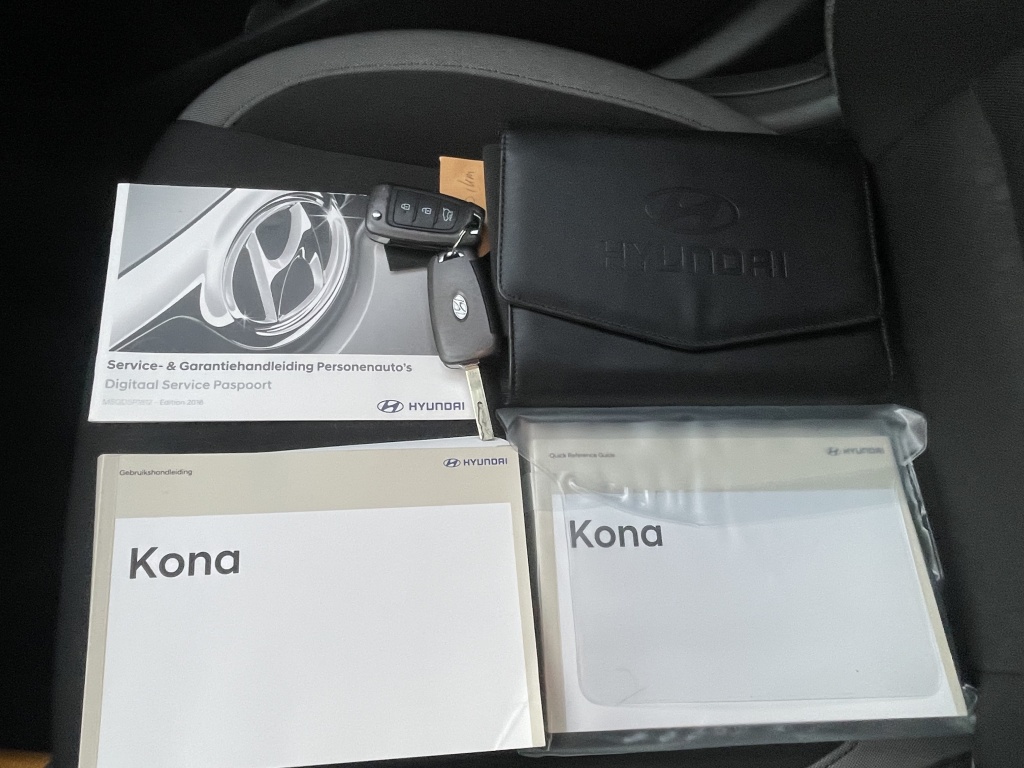 HYUNDAI
Service- & Garantiehandleiding Personenauto's
Digitaal Service Paspoort
Edition 2018
HYUNDAI
Gebruikshandleiding
HYUNDAI
Kona
Quick Reference Guide
HYUNDAI
Kona